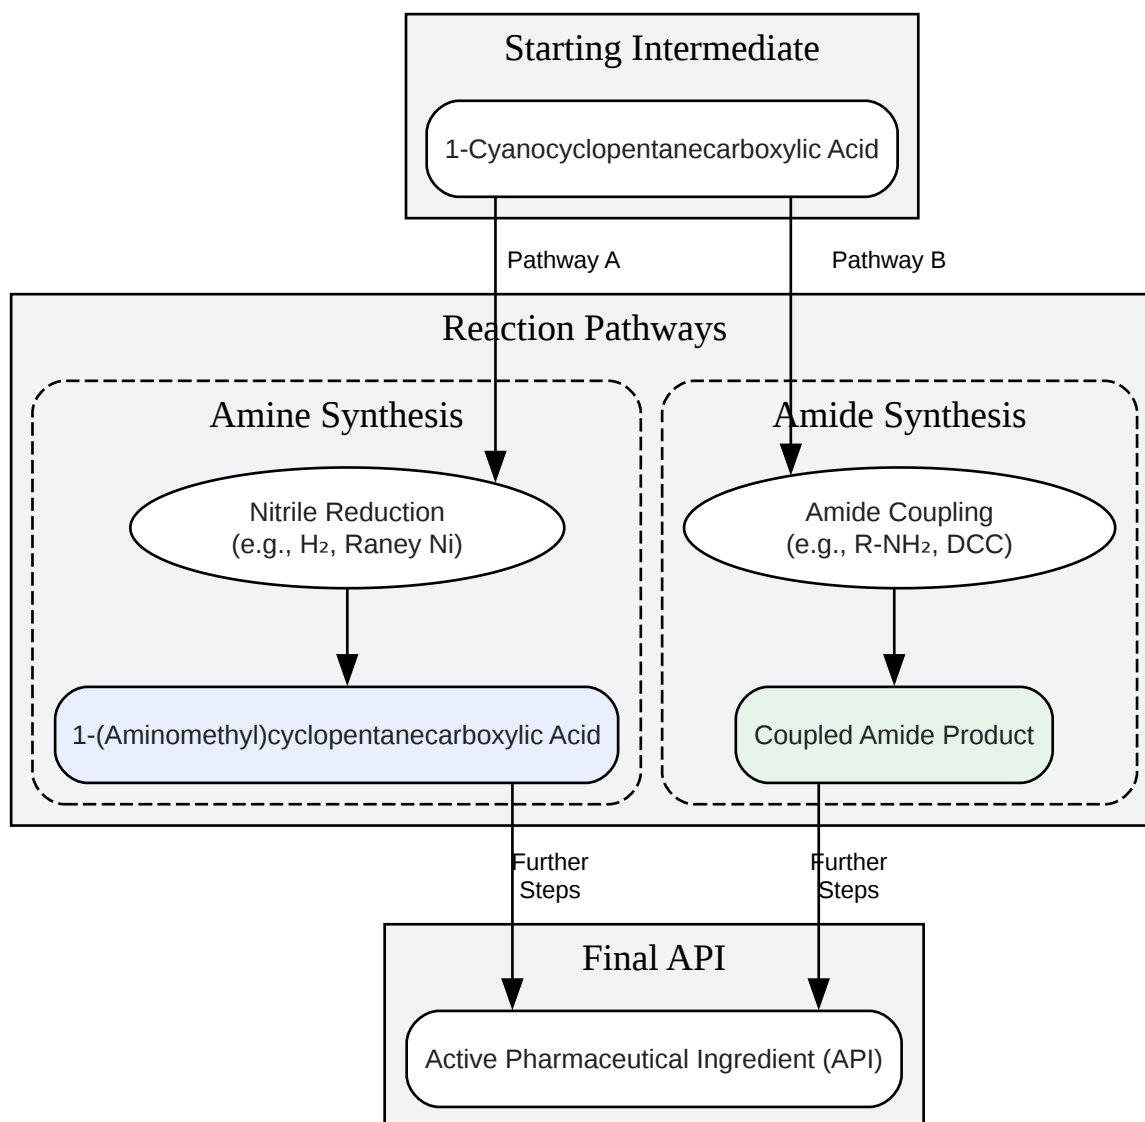 Starting Intermediate
1-Cyanocyclopentanecarboxylic Acid
Pathway A
Pathway B
Reaction Pathways
Amine Synthesis
Amide Synthesis
Nitrile Reduction
(e.g., H₂, Raney Ni)
Amide Coupling
(e.g., R-NH₂, DCC)
1-(Aminomethyl)cyclopentanecarboxylic Acid
Coupled Amide Product
Further
Steps
Further
Steps
Final API
Active Pharmaceutical Ingredient (API)